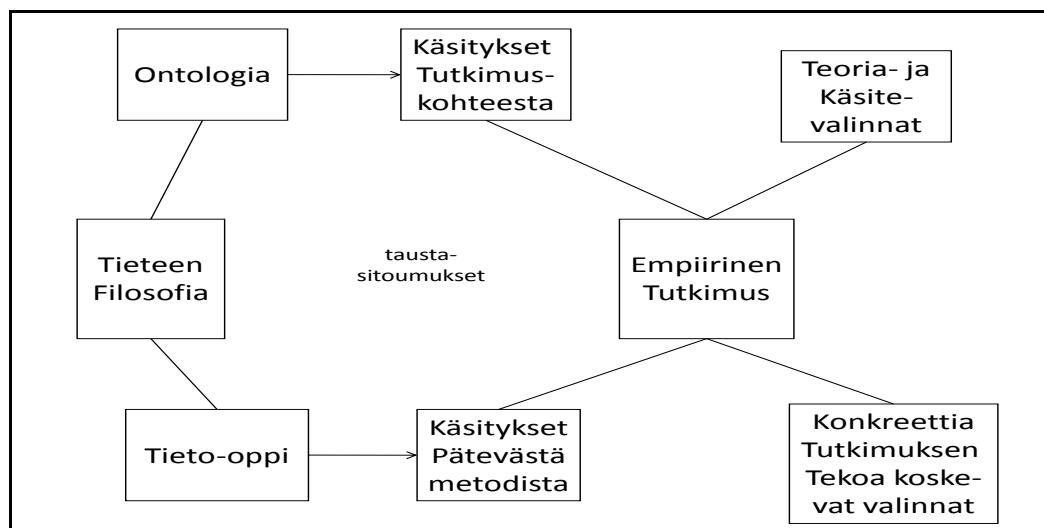 Ontologia
Käsitykset
Tutkimus-
kohteesta
Teoria- ja
Käsite-
valinnat
Tieteen
Filosofia
tausta-
sitoumukset
Empiirinen
Tutkimus
Tieto-oppi
Käsitykset
Pätevästä
metodista
Konkreettia
Tutkimuksen
Tekoa koske-
vat valinnat